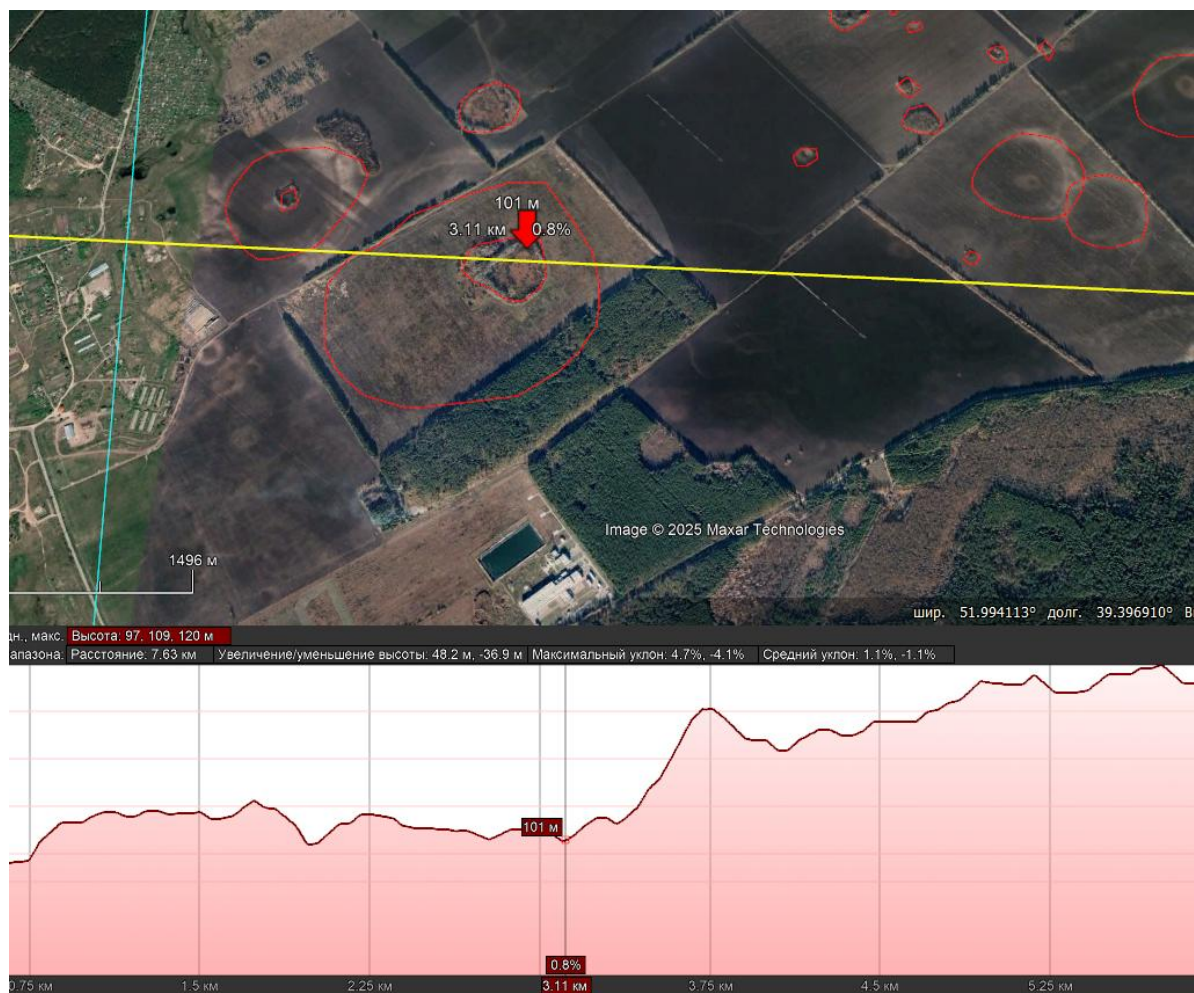 101 м
3.11 км 0.8%
Image © 2025 Maxar Technologies
1496 м
шир. 51.994113° долг. 39.396910° В
дн., макс. Высота: 97, 109, 120 м
апазона: Расстояние: 7.63 км Увеличение/уменьшение высоты: 48.2 м, -36.9 м Максимальный уклон: 4.7%, -4.1% Средний уклон: 1.1%, -1.1%
101 м
0.8%
0.75 км 1.5 км 2.25 км 3.11 км 3.75 км 4.5 км 5.25 км